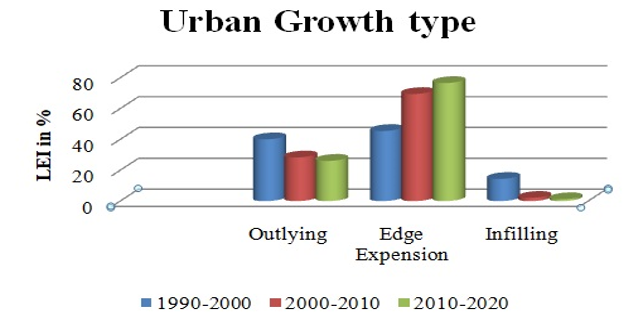 Urban Growth type
LEI in %
80
60
40
20
0
Outlying
Edge
Expension
Infilling
1990-2000
2000-2010
2010-2020